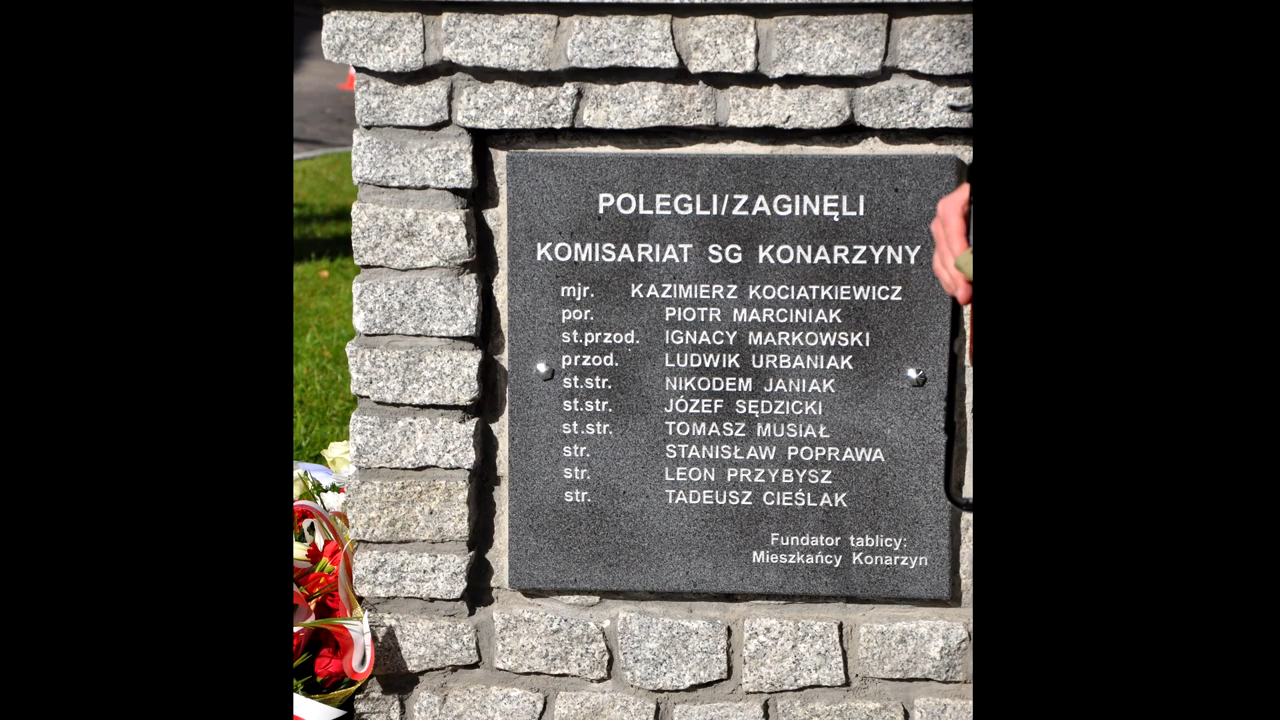 POLEGLI/ZAGINĘLI
KOMISARIAT SG KONARZYNY
mjr. KAZIMIERZ KOCIATKIEWICZ
por. PIOTR MARCINIAK
st.przod. IGNACY MARKOWSKI
przod. LUDWIK URBANIAK
st.str. NIKODEM JANIAK
st.str. JÓZEF SĘDZICKI
st.str. TOMASZ MUSIAŁ
str. STANISŁAW POPRAWA
str. LEON PRZYBYSZ
str. TADEUSZ CIEŚLAK
Fundator tablicy:
Mieszkańcy Konarzyn